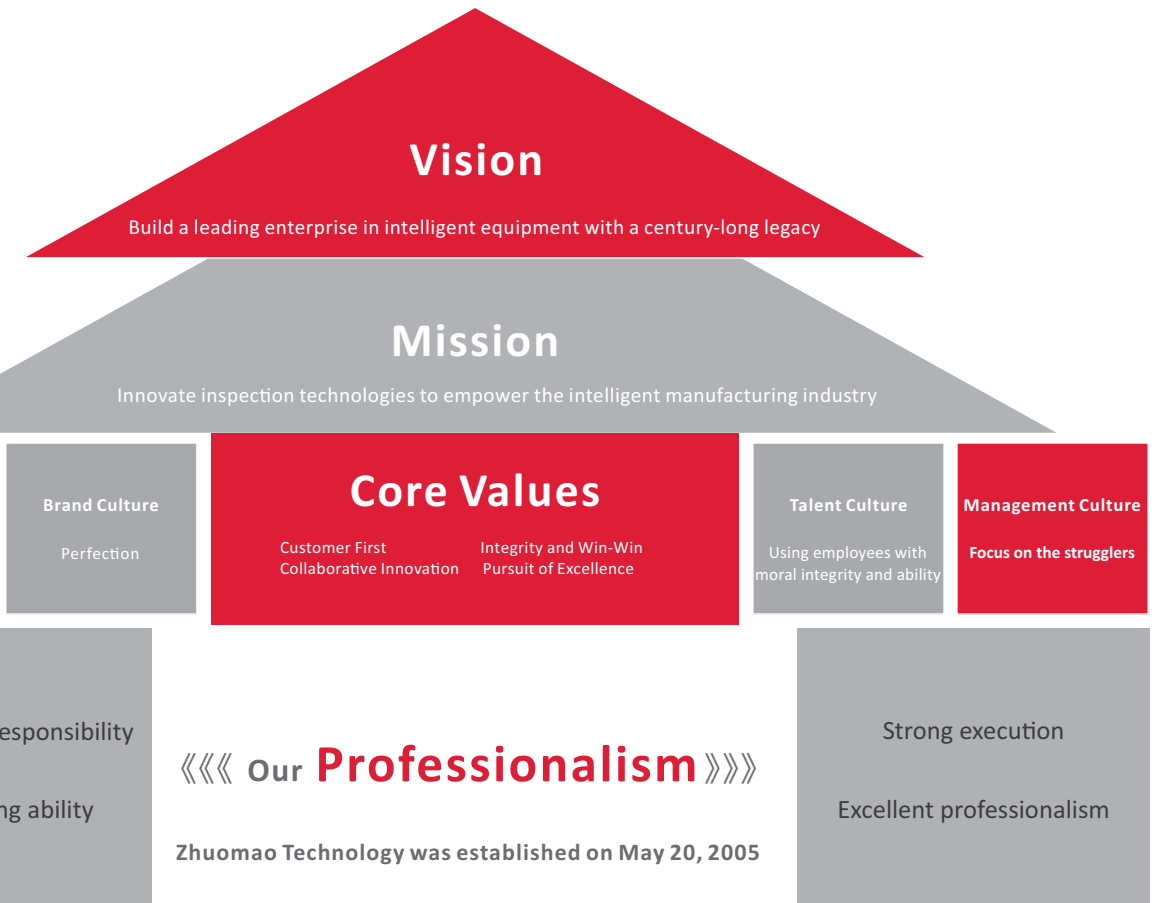 Vision
Build a leading enterprise in intelligent equipment with a century-long legacy
Mission
Innovate inspection technologies to empower the intelligent manufacturing industry
Brand Culture
Perfection
Core Values
Customer First Integrity and Win-Win
Collaborative Innovation Pursuit of Excellence
Talent Culture
Using employees with
moral integrity and ability
Management Culture
Focus on the strugglers
esponsibility
ng ability
《《《 Our Professionalism 》》》
Zhuomao Technology was established on May 20, 2005
Strong execution
Excellent professionalism